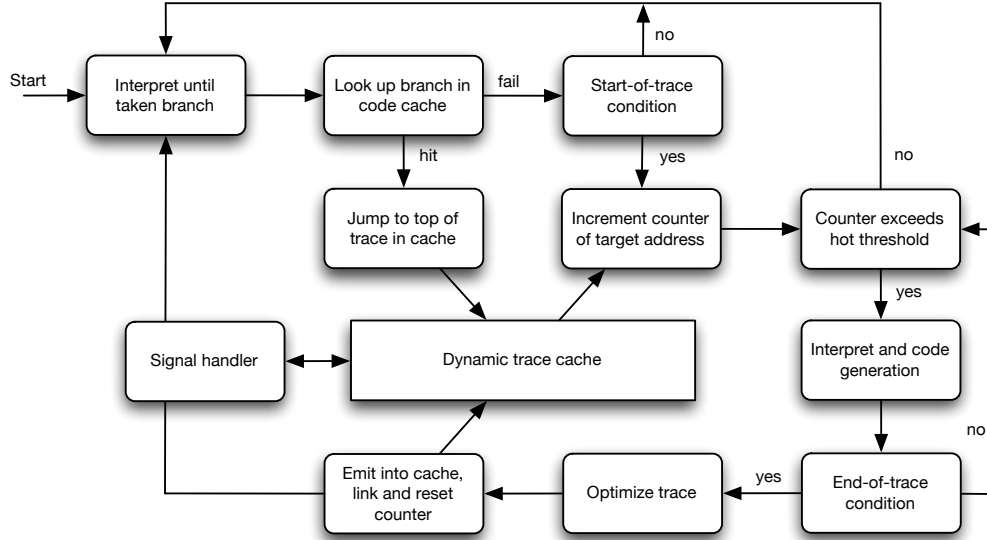 no
Start
Interpret until
taken branch
Look up branch in
code cache
fail
Start-of-trace
condition
hit
yes
no
Jump to top of
trace in cache
Increment counter
of target address
Counter exceeds
hot threshold
yes
Signal handler
Dynamic trace cache
Interpret and code
generation
no
Emit into cache,
link and reset
counter
Optimize trace
yes
End-of-trace
condition